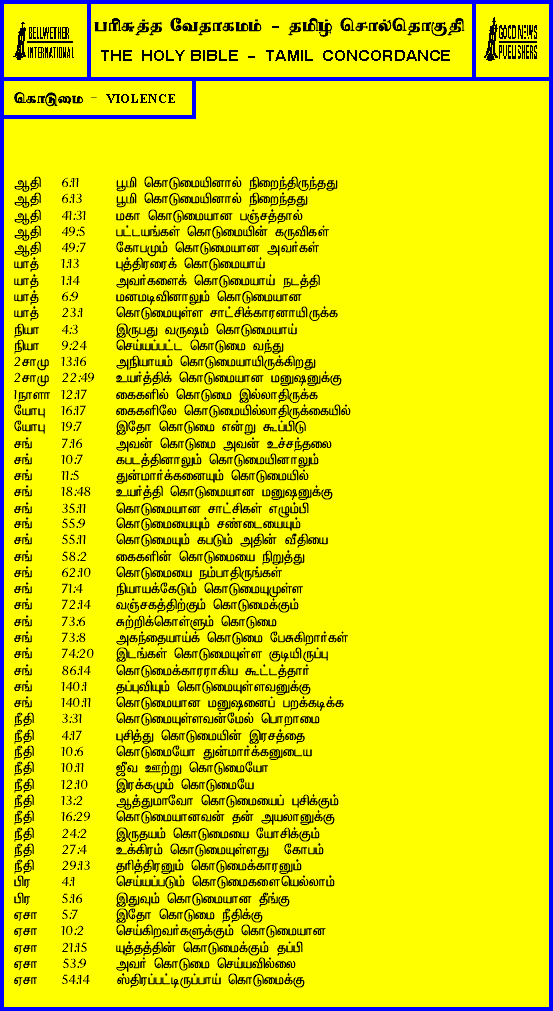 BELLWETHER
INTERNATIONAL
பரிசுத்த வேதாகமம் - தமிழ் சொல்தொகுதி
THE HOLY BIBLE - TAMIL CONCORDANCE
GOOD NEWS
PUBLISHERS
கொடுமை - VIOLENCE
ஆதி 6:11 பூமி கொடுமையினால் நிறைந்திருந்தது
ஆதி 6:13 பூமி கொடுமையினால் நிறைந்தது
ஆதி 41:31 மகா கொடுமையான பஞ்சத்தால்
ஆதி 49:5 பட்டயங்கள் கொடுமையின் கருவிகள்
ஆதி 49:7 கோபமும் கொடுமையான அவர்கள்
யாத் 1:13 புத்திரரைக் கொடுமையாய்
யாத் 1:14 அவர்களைக் கொடுமையாய் நடத்தி
யாத் 6:9 மனமடிவினாலும் கொடுமையான
யாத் 23:1 கொடுமையுள்ள சாட்சிக்காரனாயிருக்க
நியா 4:3 இருபது வருஷம் கொடுமையாய்
நியா 9:24 செய்யப்பட்ட கொடுமை வந்து
2சாமு 13:16 அநியாயம் கொடுமையாயிருக்கிறது
2சாமு 22:49 உயர்த்திக் கொடுமையான மனுஷனுக்கு
1நாளா 12:17 கைகளில் கொடுமை இல்லாதிருக்க
யோபு 16:17 கைகளிலே கொடுமையில்லாதிருக்கையில்
யோபு 19:7 இதோ கொடுமை என்று கூப்பிடு
சங் 7:16 அவன் கொடுமை அவன் உச்சந்தலை
சங் 10:7 கபடத்தினாலும் கொடுமையினாலும்
சங் 11:5 துன்மார்க்கனையும் கொடுமையில்
சங் 18:48 உயர்த்தி கொடுமையான மனுஷனுக்கு
சங் 35:11 கொடுமையான சாட்சிகள் எழும்பி
சங் 55:9 கொடுமையையும் சண்டையையும்
சங் 55:11 கொடுமையும் கபடும் அதின் வீதியை
சங் 58:2 கைகளின் கொடுமையை நிறுத்து
சங் 62:10 கொடுமையை நம்பாதிருங்கள்
சங் 71:4 நியாயக்கேடும் கொடுமையுமுள்ள
சங் 72:14 வஞ்சகத்திற்கும் கொடுமைக்கும்
சங் 73:6 சுற்றிக்கொள்ளும் கொடுமை
சங் 73:8 அகந்தையாய்க் கொடுமை பேசுகிறார்கள்
சங் 74:20 இடங்கள் கொடுமையுள்ள குடியிருப்பு
சங் 86:14 கொடுமைக்காரராகிய கூட்டத்தார்
சங் 140:1 தப்புவியும் கொடுமையுள்ளவனுக்கு
சங் 140:11 கொடுமையான மனுஷனைப் பறக்கடிக்க
நீதி 3:31 கொடுமையுள்ளவன்மேல் பொறாமை
நீதி 4:17 புசித்து கொடுமையின் இரசத்தை
நீதி 10:6 கொடுமையோ துன்மார்க்கனுடைய
நீதி 10:11 ஜீவ ஊற்று கொடுமையோ
நீதி 12:10 இரக்கமும் கொடுமையே
நீதி 13:2 ஆத்துமாவோ கொடுமையைப் புசிக்கும்
நீதி 16:29 கொடுமையானவன் தன் அயலானுக்கு
நீதி 24:2 இருதயம் கொடுமையை யோசிக்கும்
நீதி 27:4 உக்கிரம் கொடுமையுள்ளது கோபம்
நீதி 29:13 தரித்திரனும் கொடுமைக்காரனும்
பிர 4:1 செய்யப்படும் கொடுமைகளையெல்லாம்
பிர 5:16 இதுவும் கொடுமையான தீங்கு
ஏசா 5:7 இதோ கொடுமை நீதிக்கு
ஏசா 10:2 செய்கிறவர்களுக்கும் கொடுமையான
ஏசா 21:15 யுத்தத்தின் கொடுமைக்கும் தப்பி
ஏசா 53:9 அவர் கொடுமை செய்யவில்லை
ஏசா 54:14 ஸ்திரப்பட்டிருப்பாய் கொடுமைக்கு